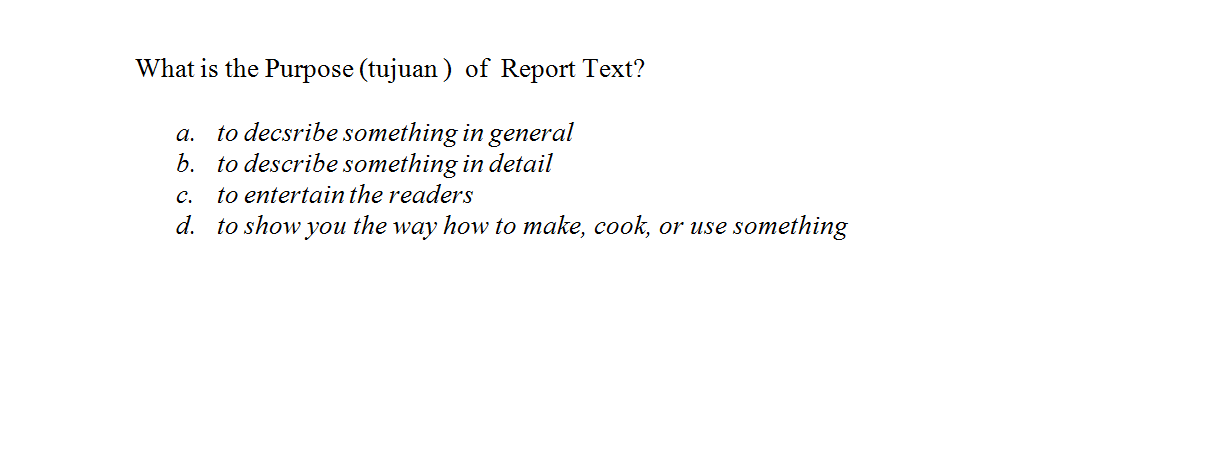 What is the Purpose (tujuan ) of Report Text?
a. to decsribe something in general
b. to describe something in detail
c. to entertain the readers
d. to show you the way how to make, cook, or use something